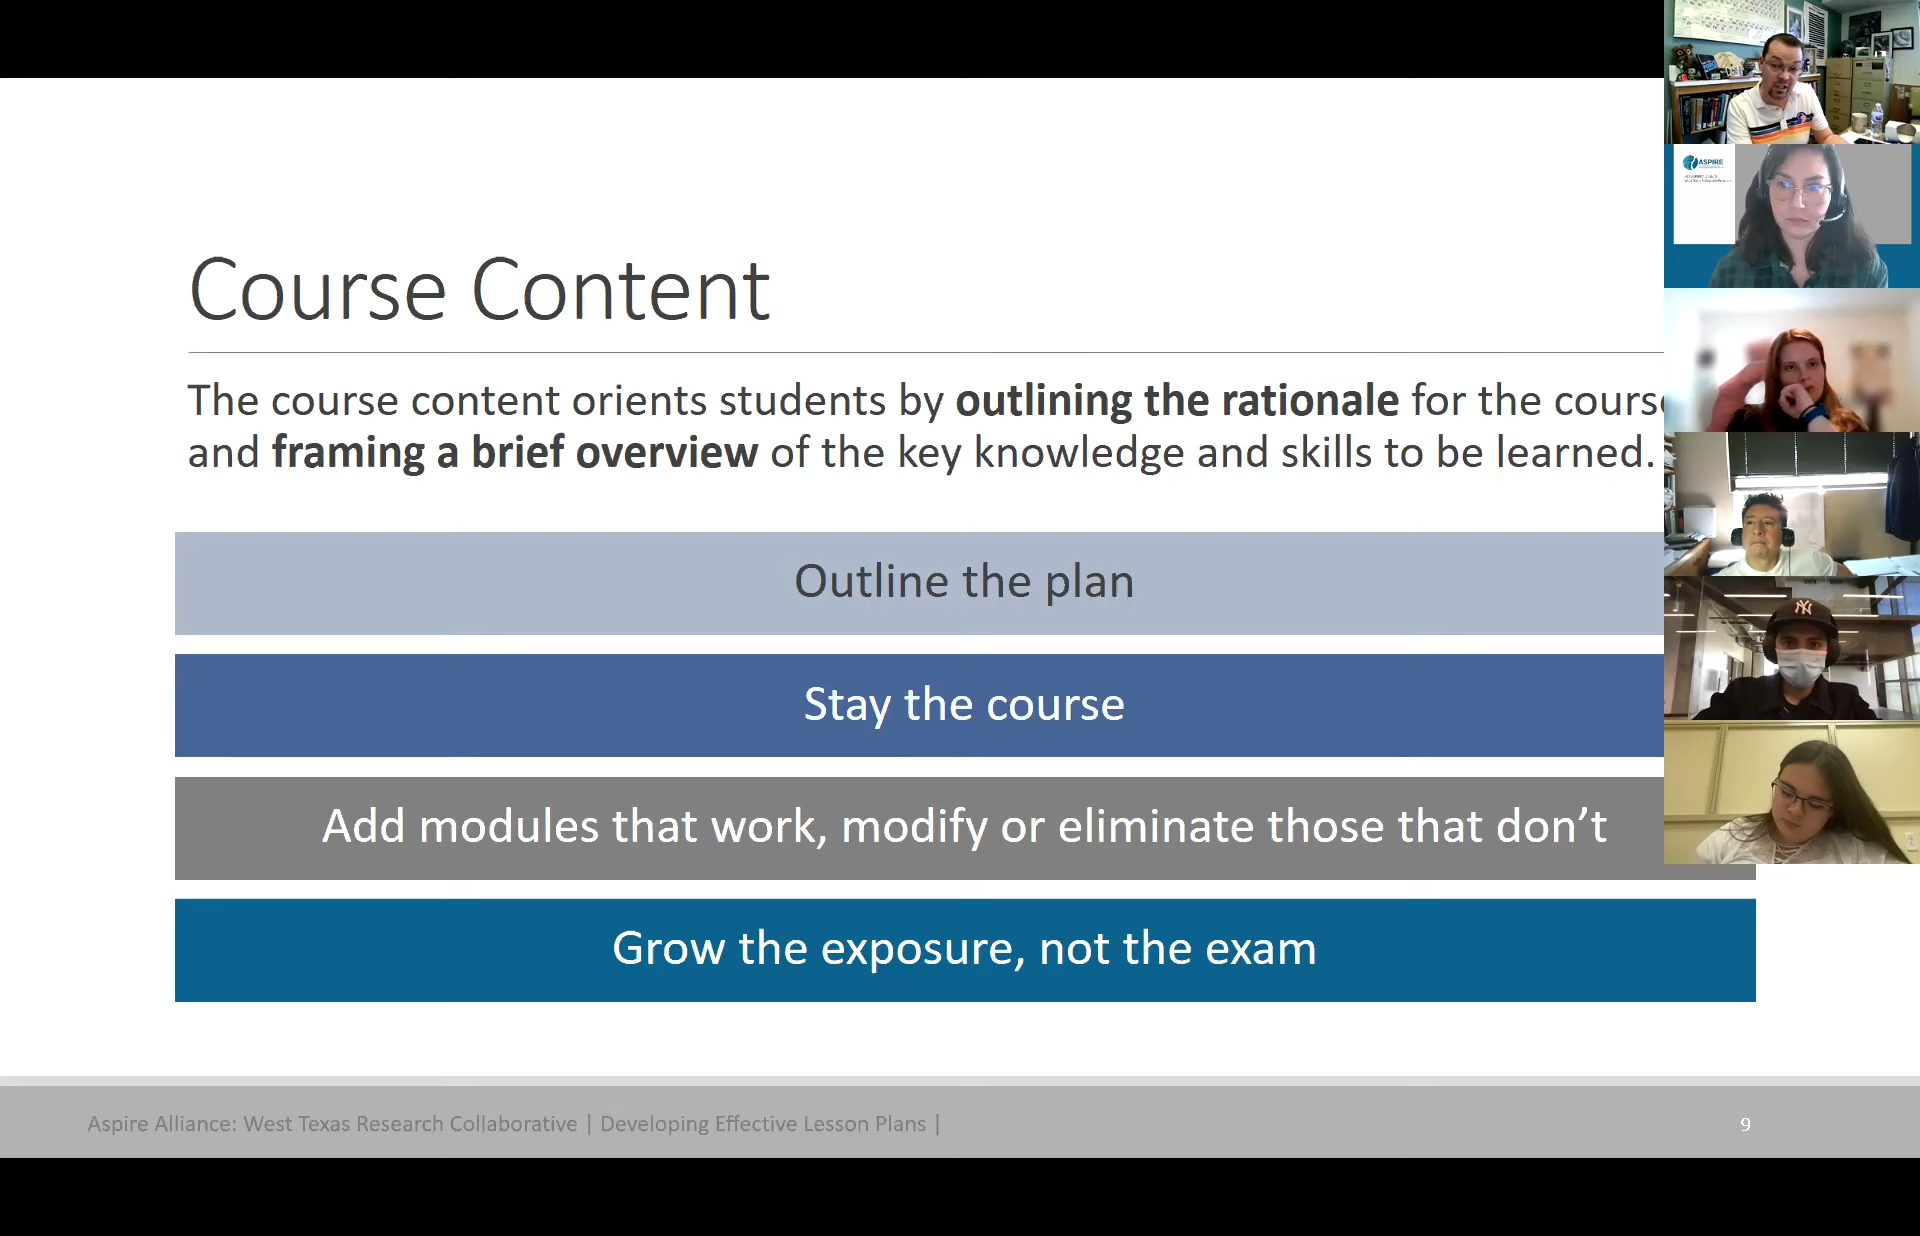 Course Content
The course content orients students by outlining the rationale for the course
and framing a brief overview of the key knowledge and skills to be learned.
Outline the plan
Stay the course
Add modules that work, modify or eliminate those that don’t
Grow the exposure, not the exam
Aspire Alliance: West Texas Research Collaborative | Developing Effective Lesson Plans |
9
ASPIRE
NY